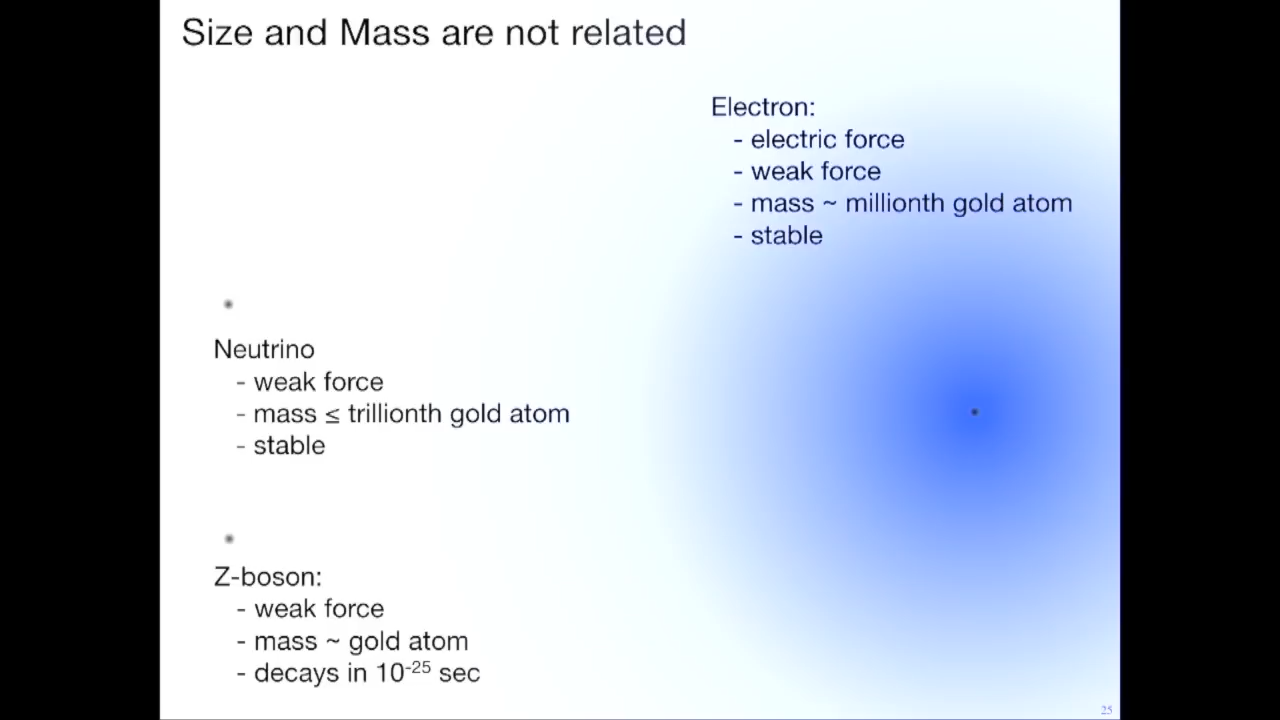 Size and Mass are not related
Electron:
- electric force
- weak force
- mass ~ millionth gold atom
- stable
Neutrino
- weak force
- mass ≤ trillionth gold atom
- stable
Z-boson:
- weak force
- mass ~ gold atom
- decays in 10⁻²⁵ sec
25